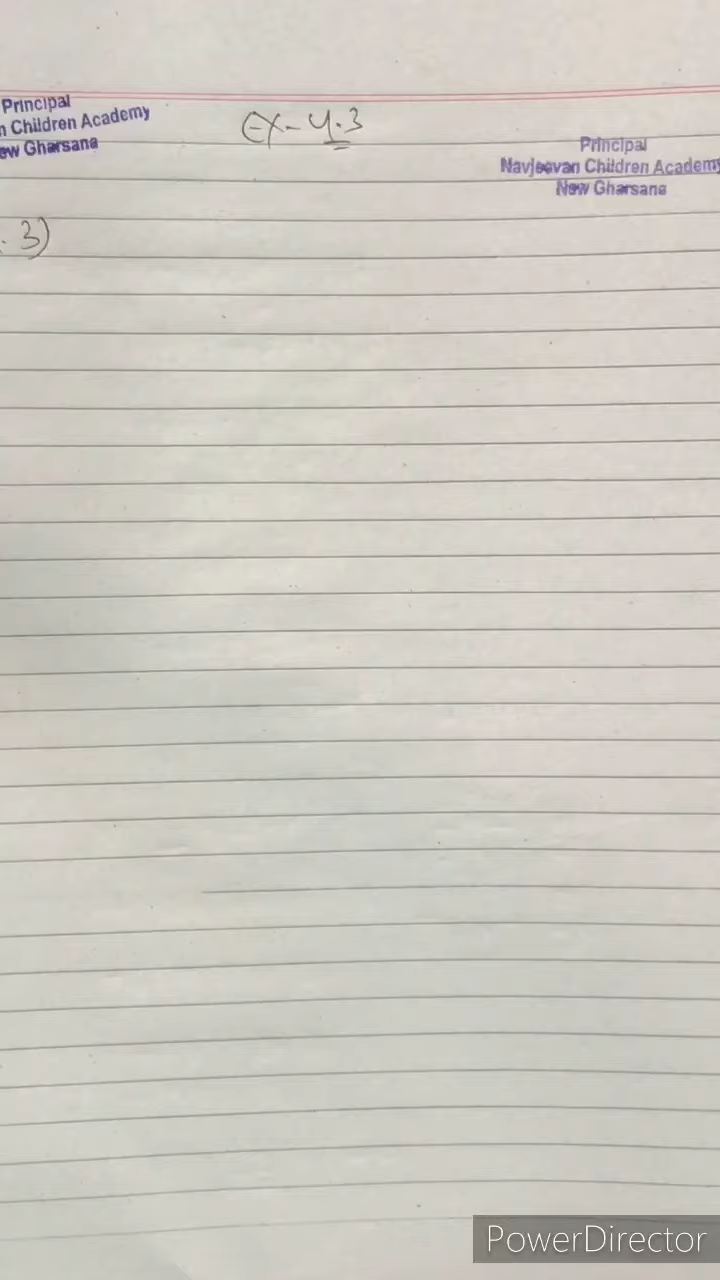 Principal
n Children Academy
ew Gharsana
Ex-4.3
Principal
Navjeevan Children Academy
New Gharsana
. 3)
PowerDirector